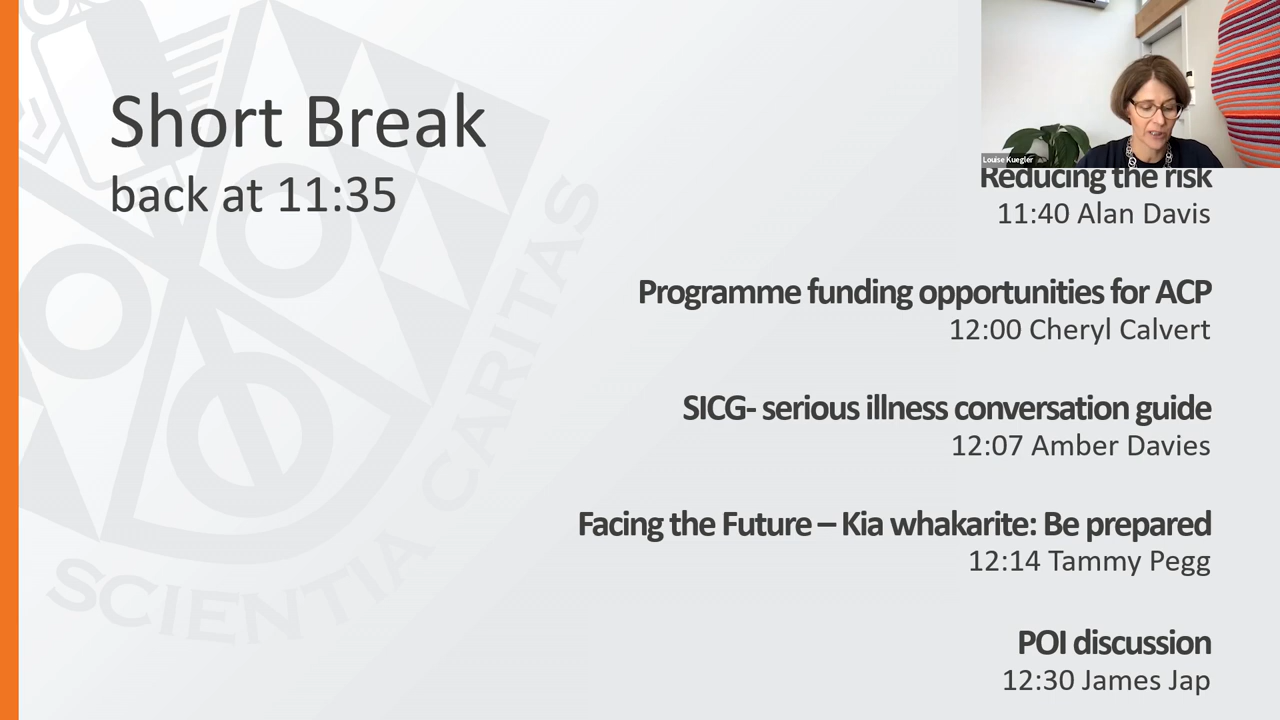 Short Break
back at 11:35
Louise Kuegler
Reducing the risk
11:40 Alan Davis
Programme funding opportunities for ACP
12:00 Cheryl Calvert
SICG- serious illness conversation guide
12:07 Amber Davies
Facing the Future – Kia whakarite: Be prepared
12:14 Tammy Pegg
POI discussion
12:30 James Jap
SCIENTIA CARITAS